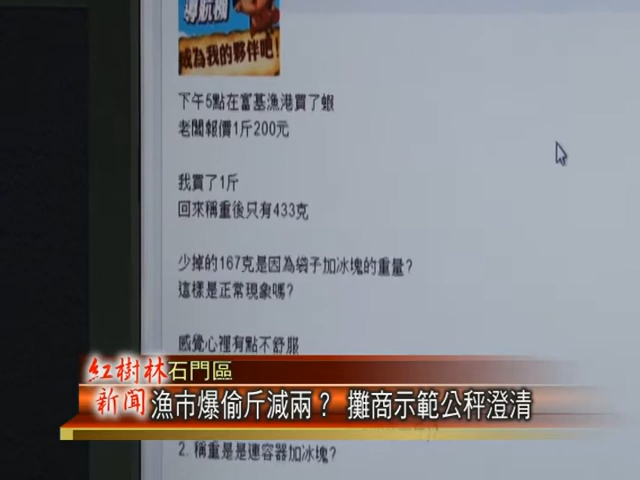 導航機
成為我的夥伴吧!
下午5點在富基漁港買了蝦
老闆報價1斤200元
我買了1斤
回來稱重後只有433克
少掉的167克是因為袋子加冰塊的重量?
這樣是正常現象嗎?
感覺心裡有點不舒服
紅樹林 石門區
新聞 漁市爆偷斤減兩？ 攤商示範公秤澄清
2. 稱重是是連容器加冰塊?